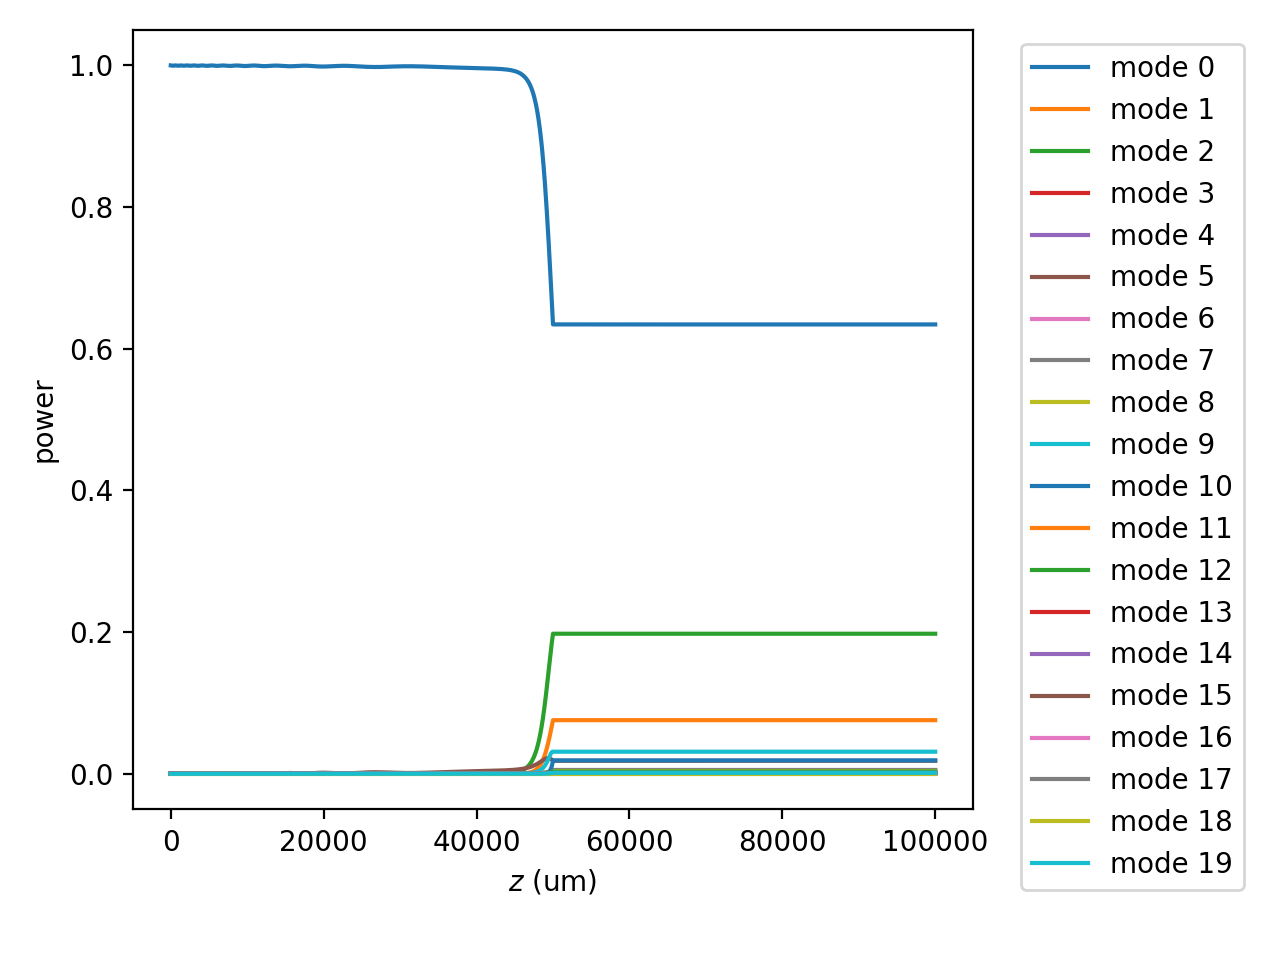 1.0
0.8
0.6
0.4
0.2
0.0
power
0 20000 40000 60000 80000 100000
z (um)
mode 0
mode 1
mode 2
mode 3
mode 4
mode 5
mode 6
mode 7
mode 8
mode 9
mode 10
mode 11
mode 12
mode 13
mode 14
mode 15
mode 16
mode 17
mode 18
mode 19